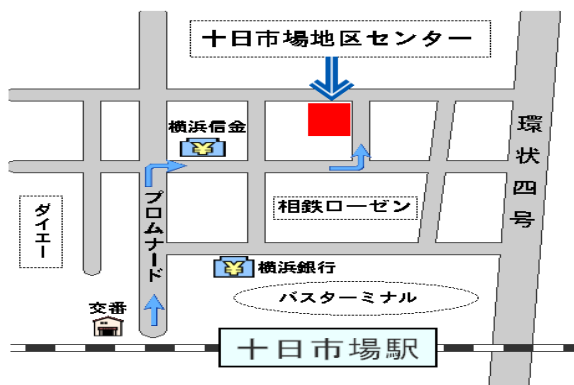 十日市場地区センター
横浜信金
¥
環状四号
相鉄ローゼン
プロムナード
ダイエー
横浜銀行
¥
バスターミナル
交番
十日市場駅